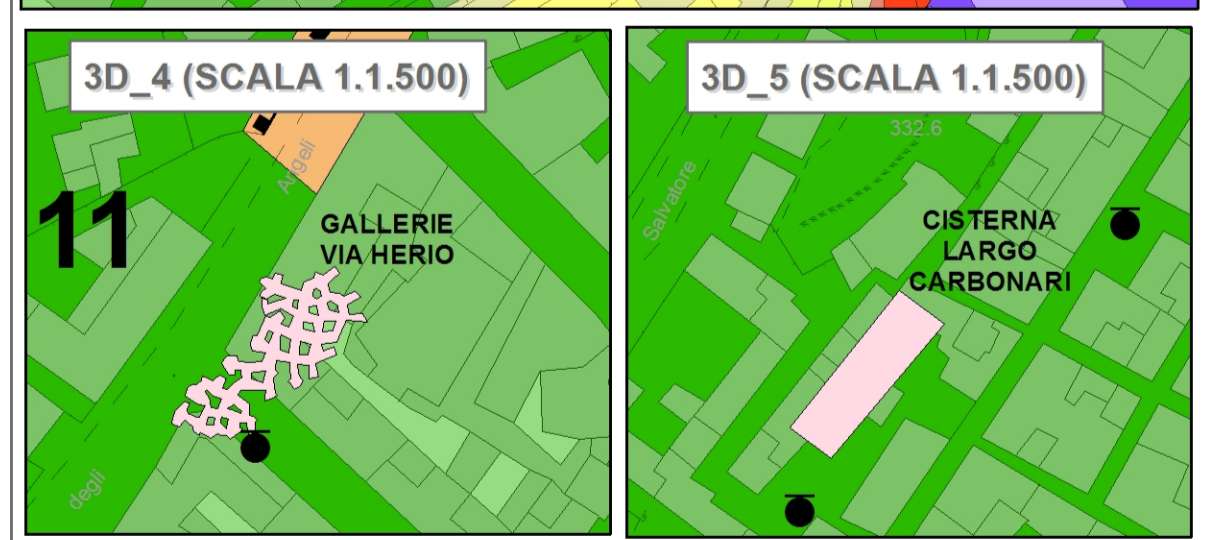 3D_4 (SCALA 1.1.500)
Angeli
11
GALLERIE
VIA HERIO
degli
3D_5 (SCALA 1.1.500)
332.6
Salvatore
CISTERNA
LARGO
CARBONARI